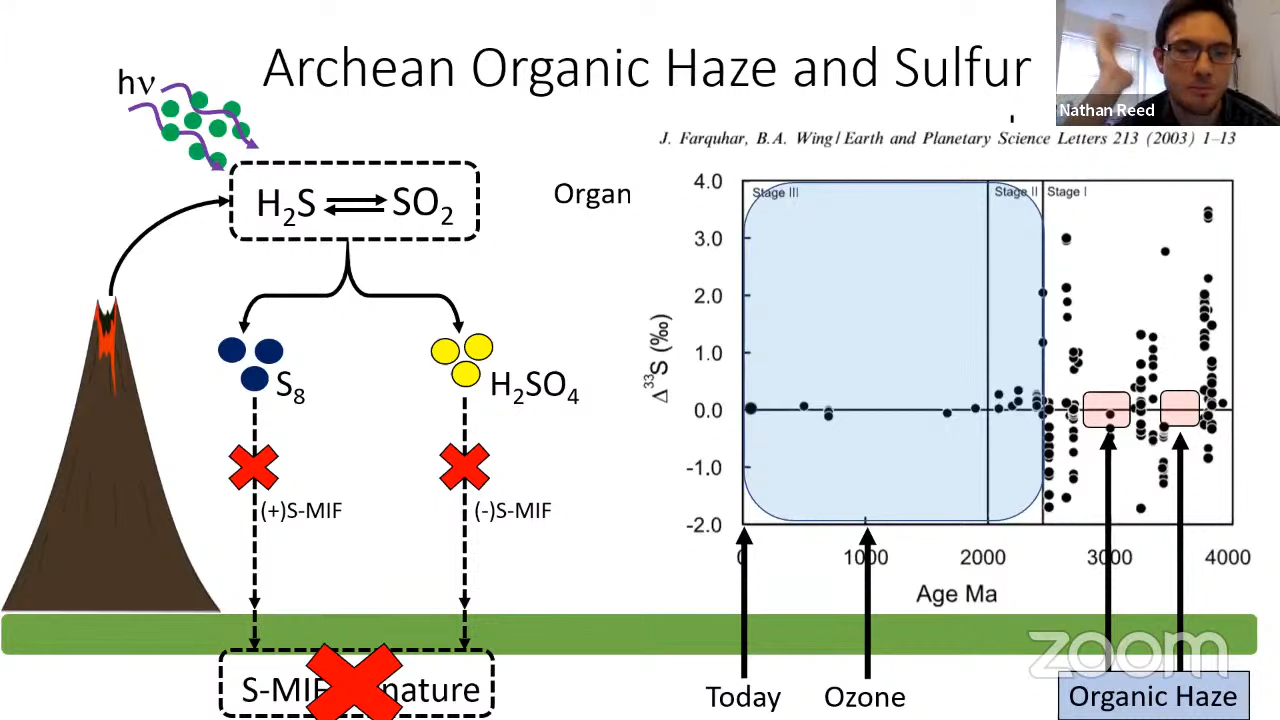 Archean Organic Haze and Sulfur
Nathan Reed
hν
J. Farquhar, B.A. Wing / Earth and Planetary Science Letters 213 (2003) 1–13
H2S ⇌ SO2
Organ
Stage III
Stage II
Stage I
4.0
3.0
2.0
1.0
0.0
-1.0
-2.0
Δ33S (‰)
0
1000
2000
3000
4000
Age Ma
S8
H2SO4
(+)S-MIF
(-)S-MIF
S-MIF
nature
Today
Ozone
Organic Haze
zoom